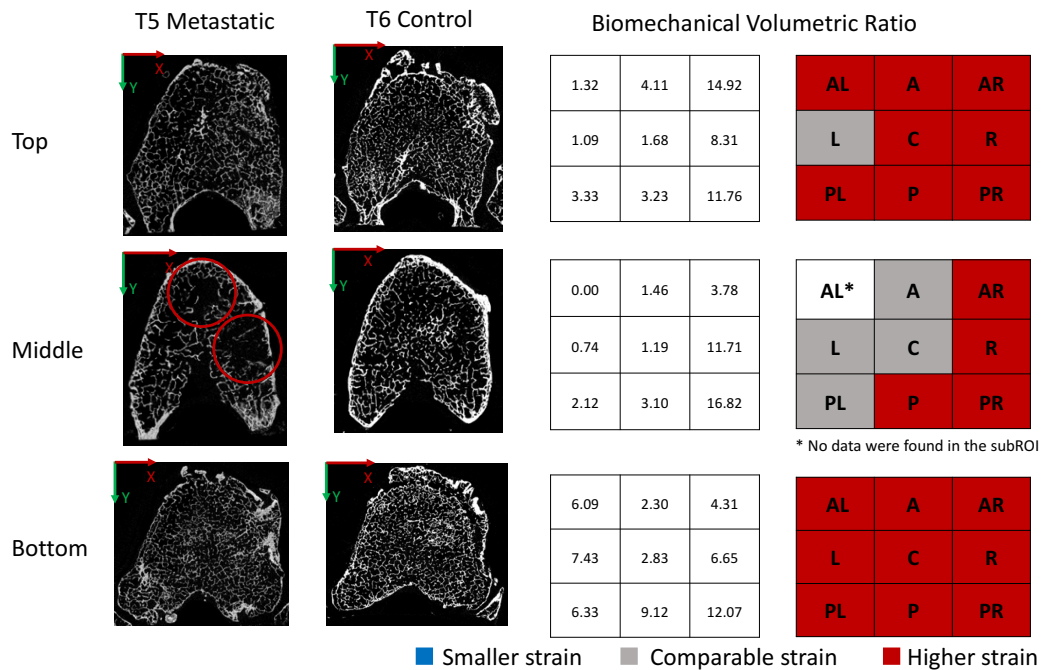 T5 Metastatic T6 Control Biomechanical Volumetric Ratio
X
Y
X
Y
Top
1.32 4.11 14.92
1.09 1.68 8.31
3.33 3.23 11.76
AL A AR
L C R
PL P PR
X
Y
X
Y
Middle
0.00 1.46 3.78
0.74 1.19 11.71
2.12 3.10 16.82
AL* A AR
L C R
PL P PR
* No data were found in the subROI
X
Y
X
Y
Bottom
6.09 2.30 4.31
7.43 2.83 6.65
6.33 9.12 12.07
AL A AR
L C R
PL P PR
Smaller strain Comparable strain Higher strain